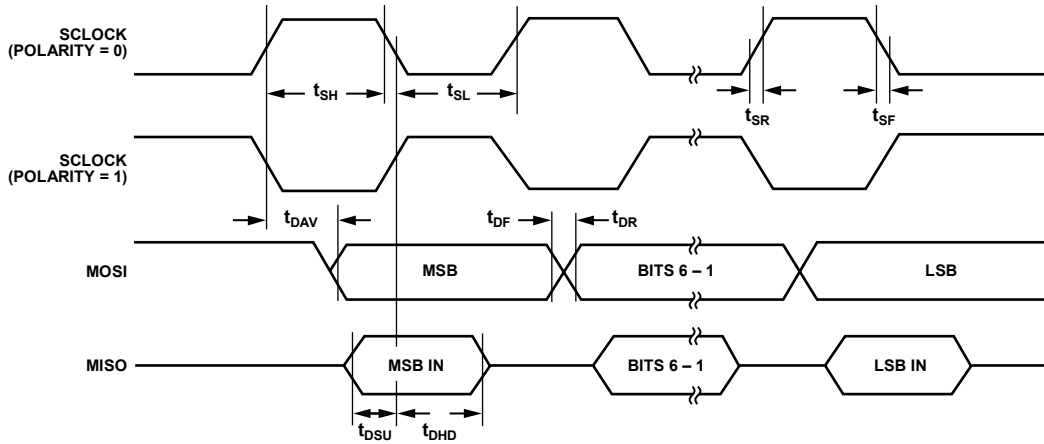 SCLOCK
(POLARITY = 0)
tSH
tSL
tSR
tSF
SCLOCK
(POLARITY = 1)
tDAV
tDF
tDR
MOSI
MSB
BITS 6 – 1
LSB
MISO
MSB IN
BITS 6 – 1
LSB IN
tDSU
tDHD